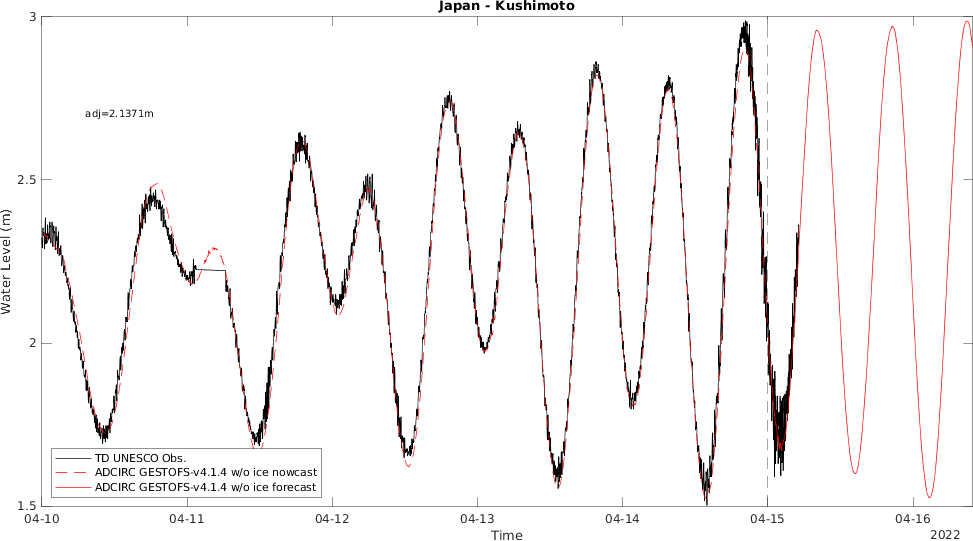 Japan - Kushimoto
adj=2.1371m
Water Level (m)
3
2.5
2
1.5
TD UNESCO Obs.
ADCIRC GESTOFS-v4.1.4 w/o ice nowcast
ADCIRC GESTOFS-v4.1.4 w/o ice forecast
04-10 04-11 04-12 04-13 04-14 04-15 04-16
Time
2022